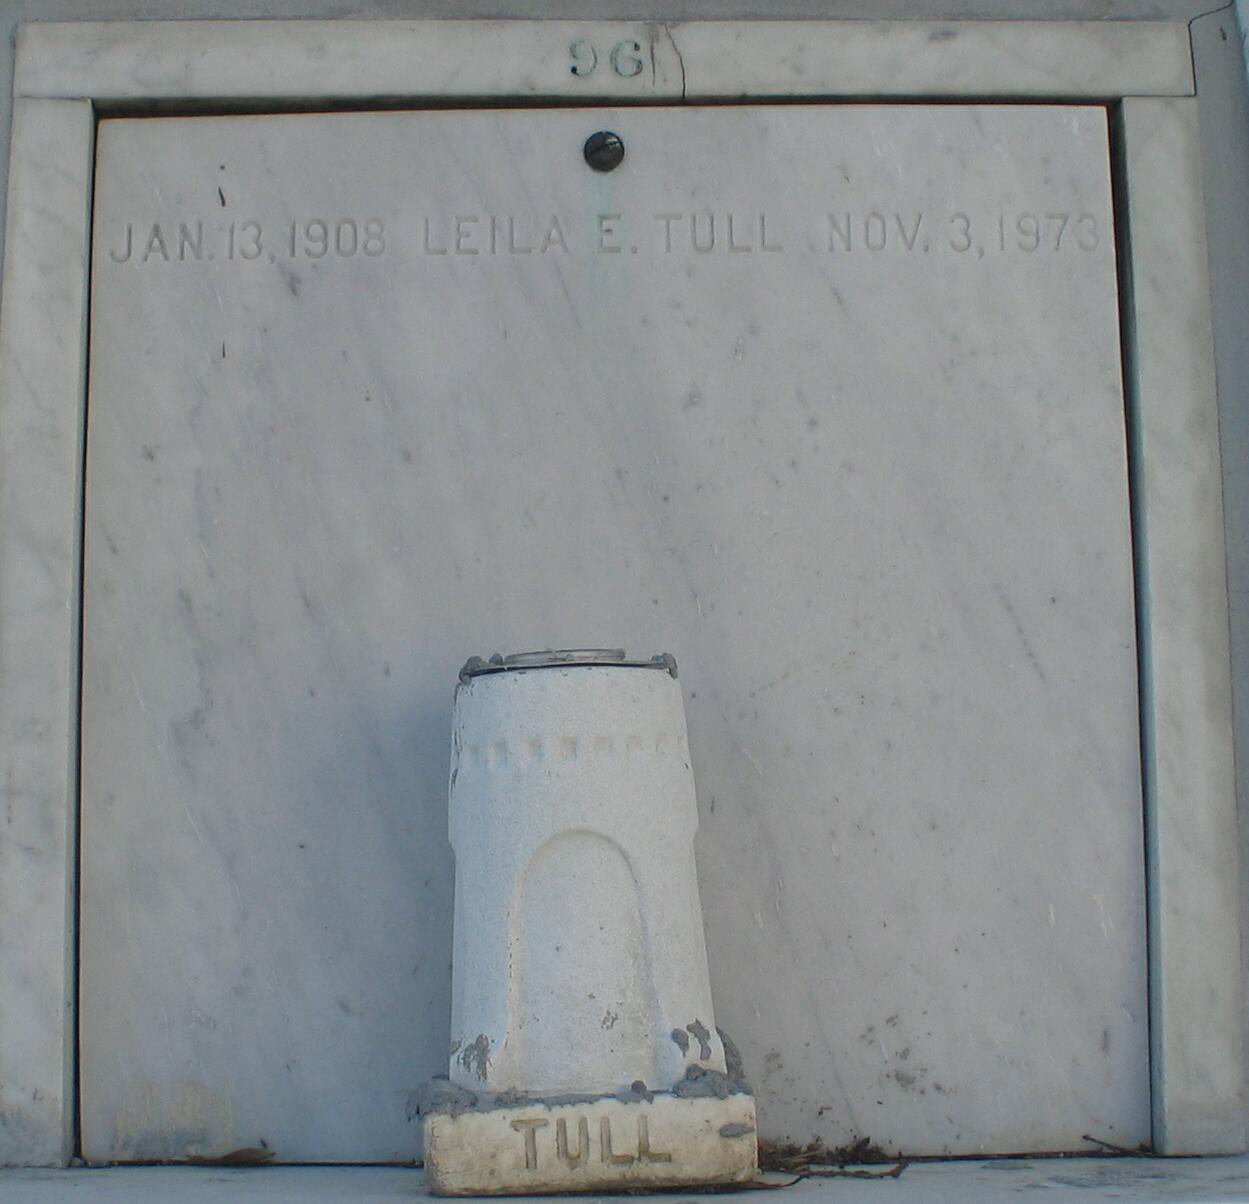 96
JAN. 13, 1908 LEILA E. TULL NOV. 3, 1973
TULL